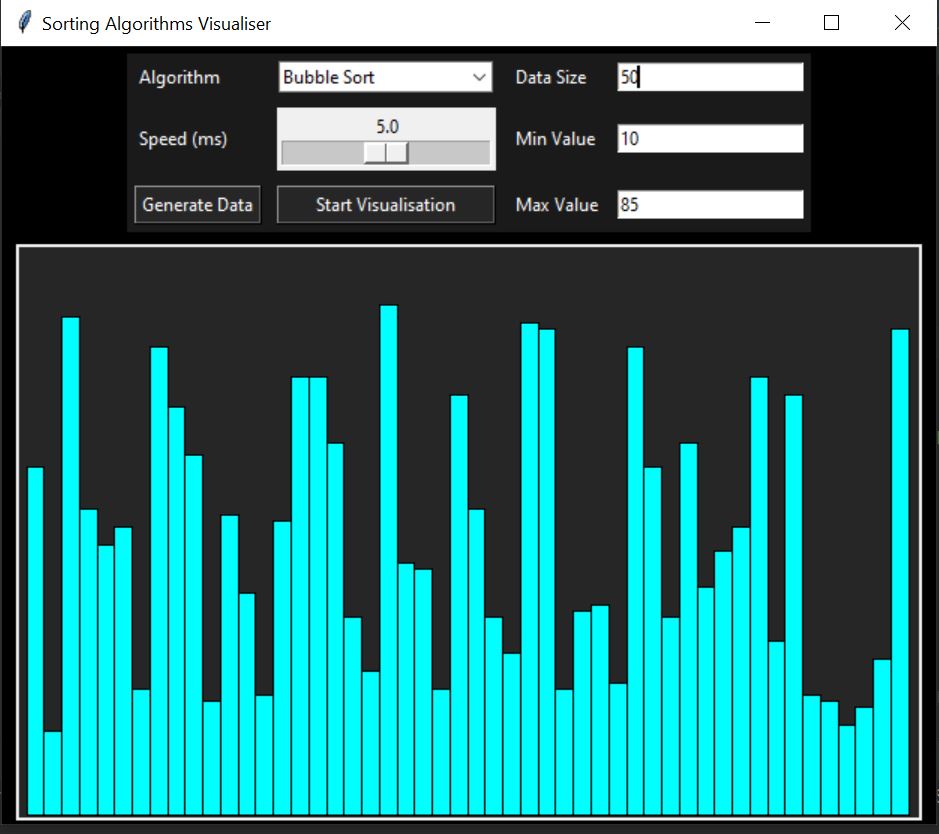 Sorting Algorithms Visualiser
Algorithm Bubble Sort Data Size 50
5.0
Speed (ms) Min Value 10
Generate Data Start Visualisation Max Value 85